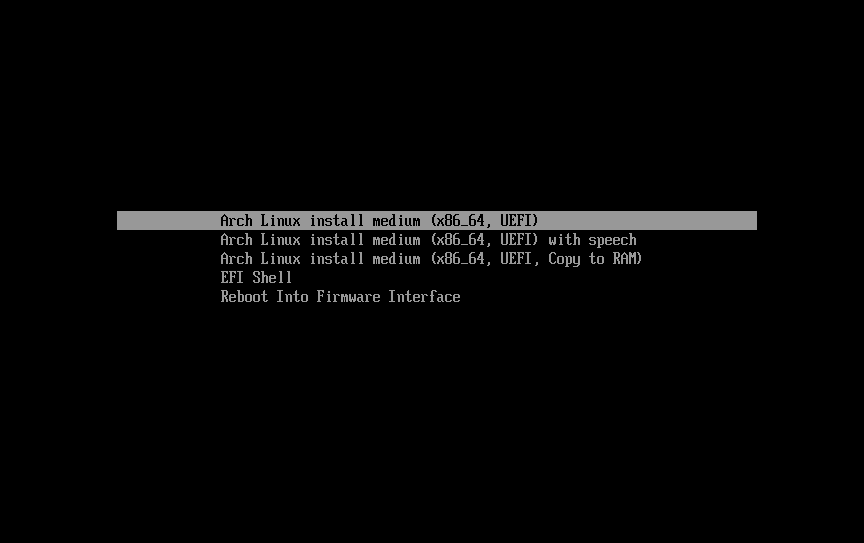 Arch Linux install medium (x86_64, UEFI)
Arch Linux install medium (x86_64, UEFI) with speech
Arch Linux install medium (x86_64, UEFI, Copy to RAM)
EFI Shell
Reboot Into Firmware Interface